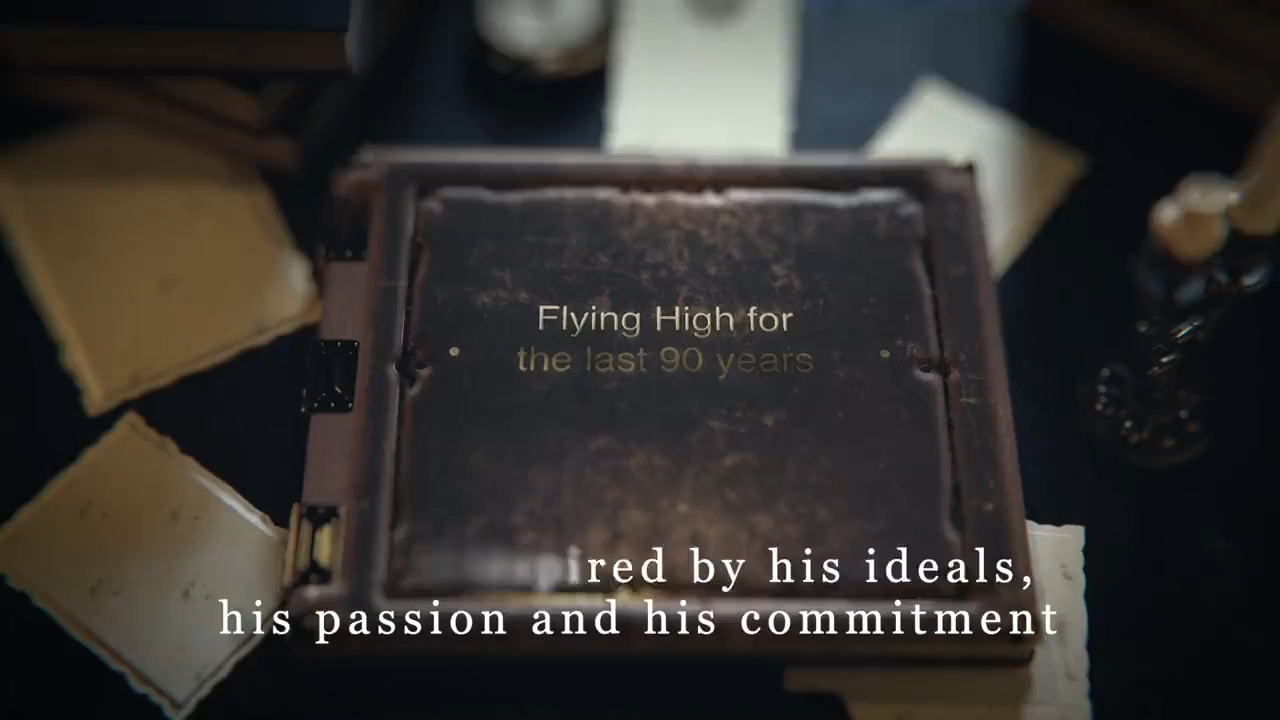 Flying High for
the last 90 years
red by his ideals,
his passion and his commitment